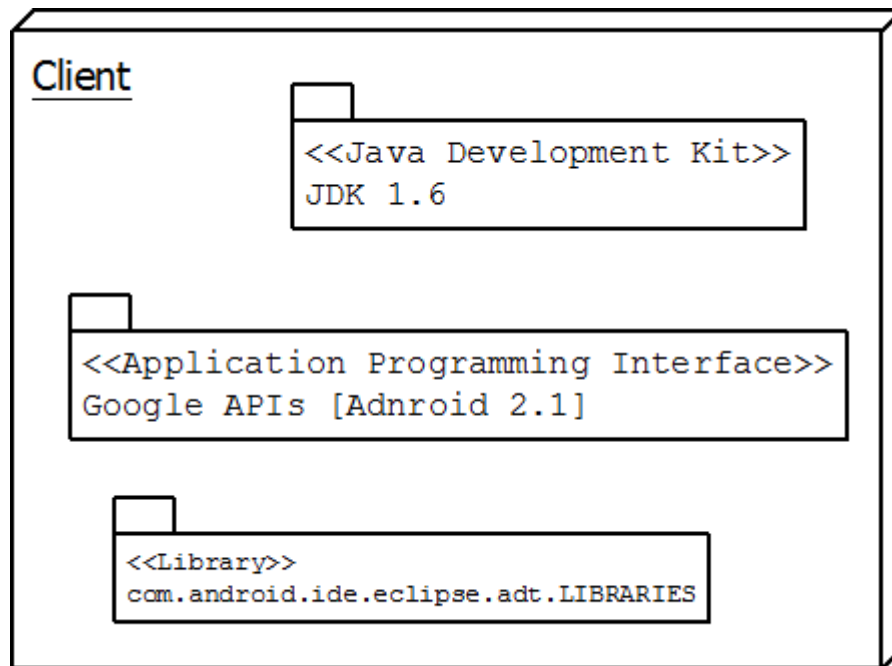 Client
<<Java Development Kit>>
JDK 1.6
<<Application Programming Interface>>
Google APIs [Adnroid 2.1]
<<Library>>
com.android.ide.eclipse.adt.LIBRARIES